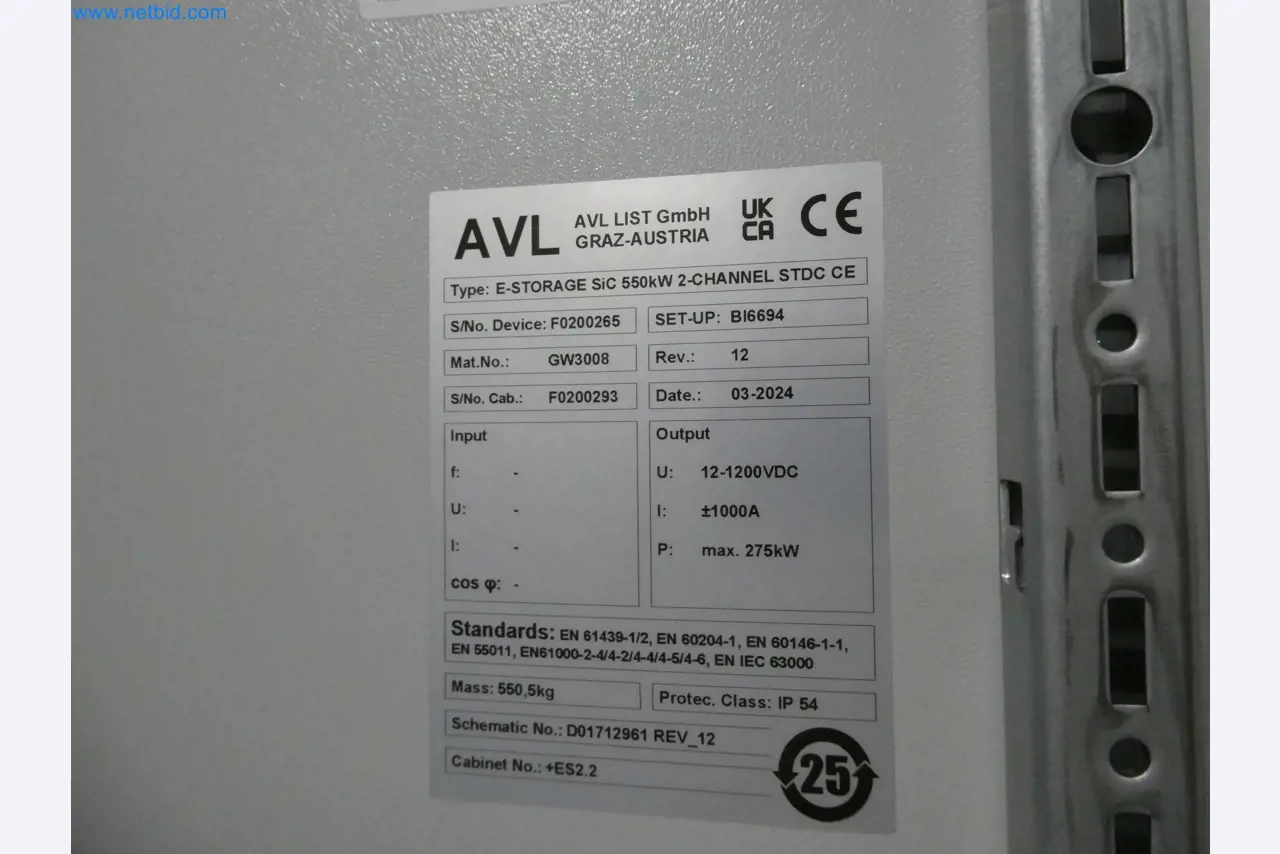 www.netbid.com
AVL
AVL LIST GmbH
GRAZ-AUSTRIA
UK
CA
CE
Type: E-STORAGE SiC 550kW 2-CHANNEL STDC CE
S/No. Device: F0200265
SET-UP: BI6694
Mat.No.: GW3008
Rev.: 12
S/No. Cab.: F0200293
Date.: 03-2024
Input
f: -
U: -
I: -
cos φ: -
Output
U: 12-1200VDC
I: ±1000A
P: max. 275kW
Standards: EN 61439-1/2, EN 60204-1, EN 60146-1-1,
EN 55011, EN61000-2-4/4-2/4-4/4-5/4-6, EN IEC 63000
Mass: 550,5kg
Protec. Class: IP 54
Schematic No.: D01712961 REV_12
Cabinet No.: +ES2.2
25